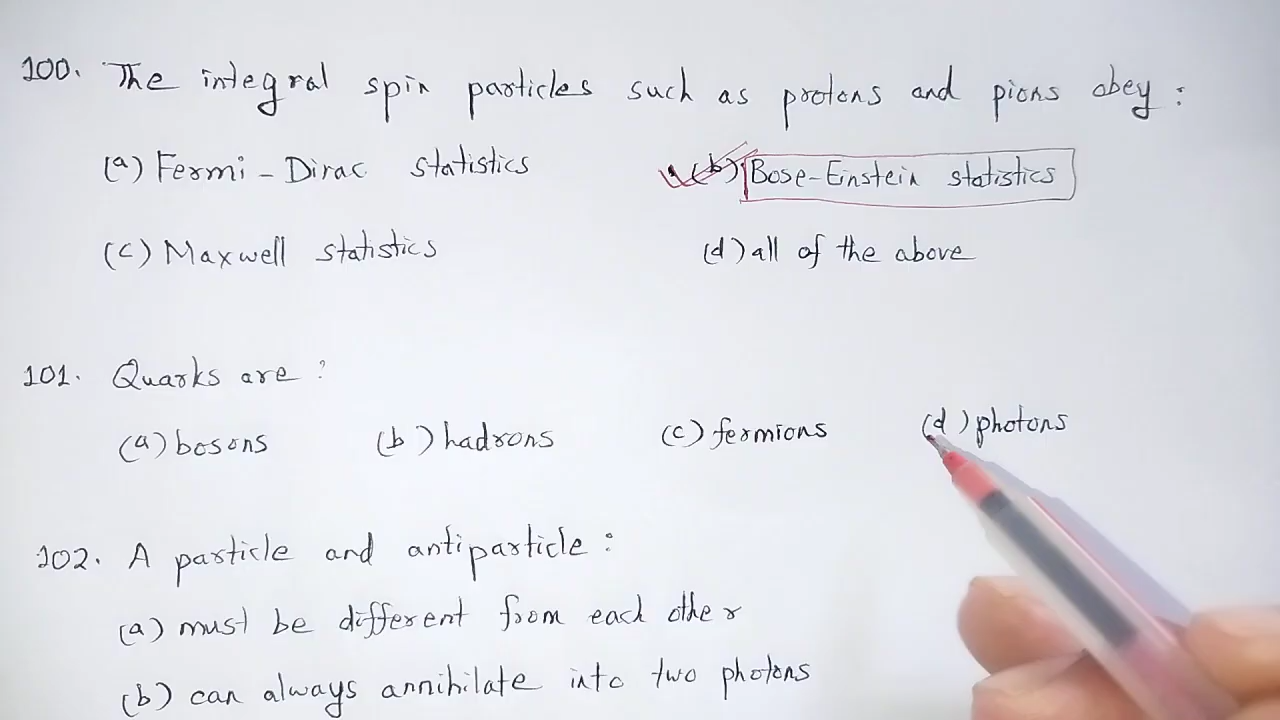 100. The integral spin particles such as protons and pions obey :
(a) Fermi - Dirac statistics (b) Bose-Einstein statistics
(c) Maxwell statistics (d) all of the above
101. Quarks are :
(a) bosons (b) hadrons (c) fermions (d) photons
102. A particle and antiparticle :
(a) must be different from each other
(b) can always annihilate into two photons